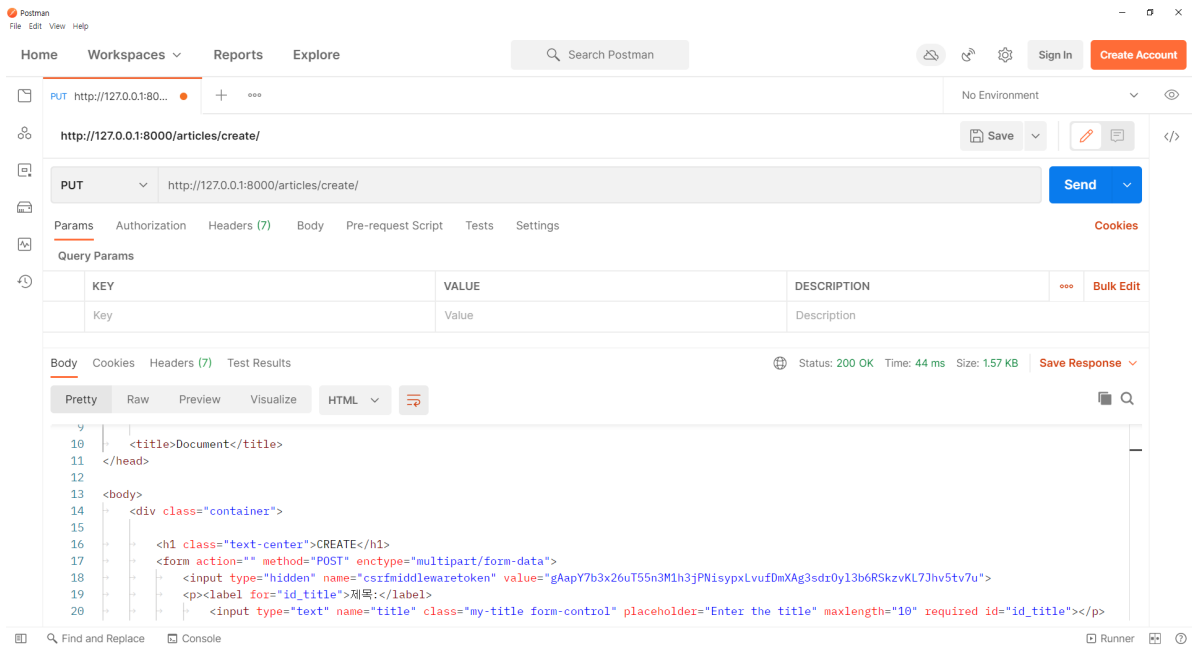 Postman
File Edit View Help
Home Workspaces Reports Explore Search Postman Sign In Create Account
PUT http://127.0.0.1:80... No Environment
http://127.0.0.1:8000/articles/create/ Save
PUT http://127.0.0.1:8000/articles/create/ Send
Params Authorization Headers (7) Body Pre-request Script Tests Settings Cookies
Query Params
KEY VALUE DESCRIPTION Bulk Edit
Key Value Description
Body Cookies Headers (7) Test Results Status: 200 OK Time: 44 ms Size: 1.57 KB Save Response
Pretty Raw Preview Visualize HTML
9
10 <title>Document</title>
11 </head>
12
13 <body>
14 <div class="container">
15
16 <h1 class="text-center">CREATE</h1>
17 <form action="" method="POST" enctype="multipart/form-data">
18 <input type="hidden" name="csrfmiddlewaretoken" value="gAapY7b3x26uT55n3M1h3jPNisypxLvufDmXAg3sdrOyl3b6RSkzvKL7Jhv5tv7u">
19 <p><label for="id_title">제목:</label>
20 <input type="text" name="title" class="my-title form-control" placeholder="Enter the title" maxlength="10" required id="id_title"></p>
Find and Replace Console Runner